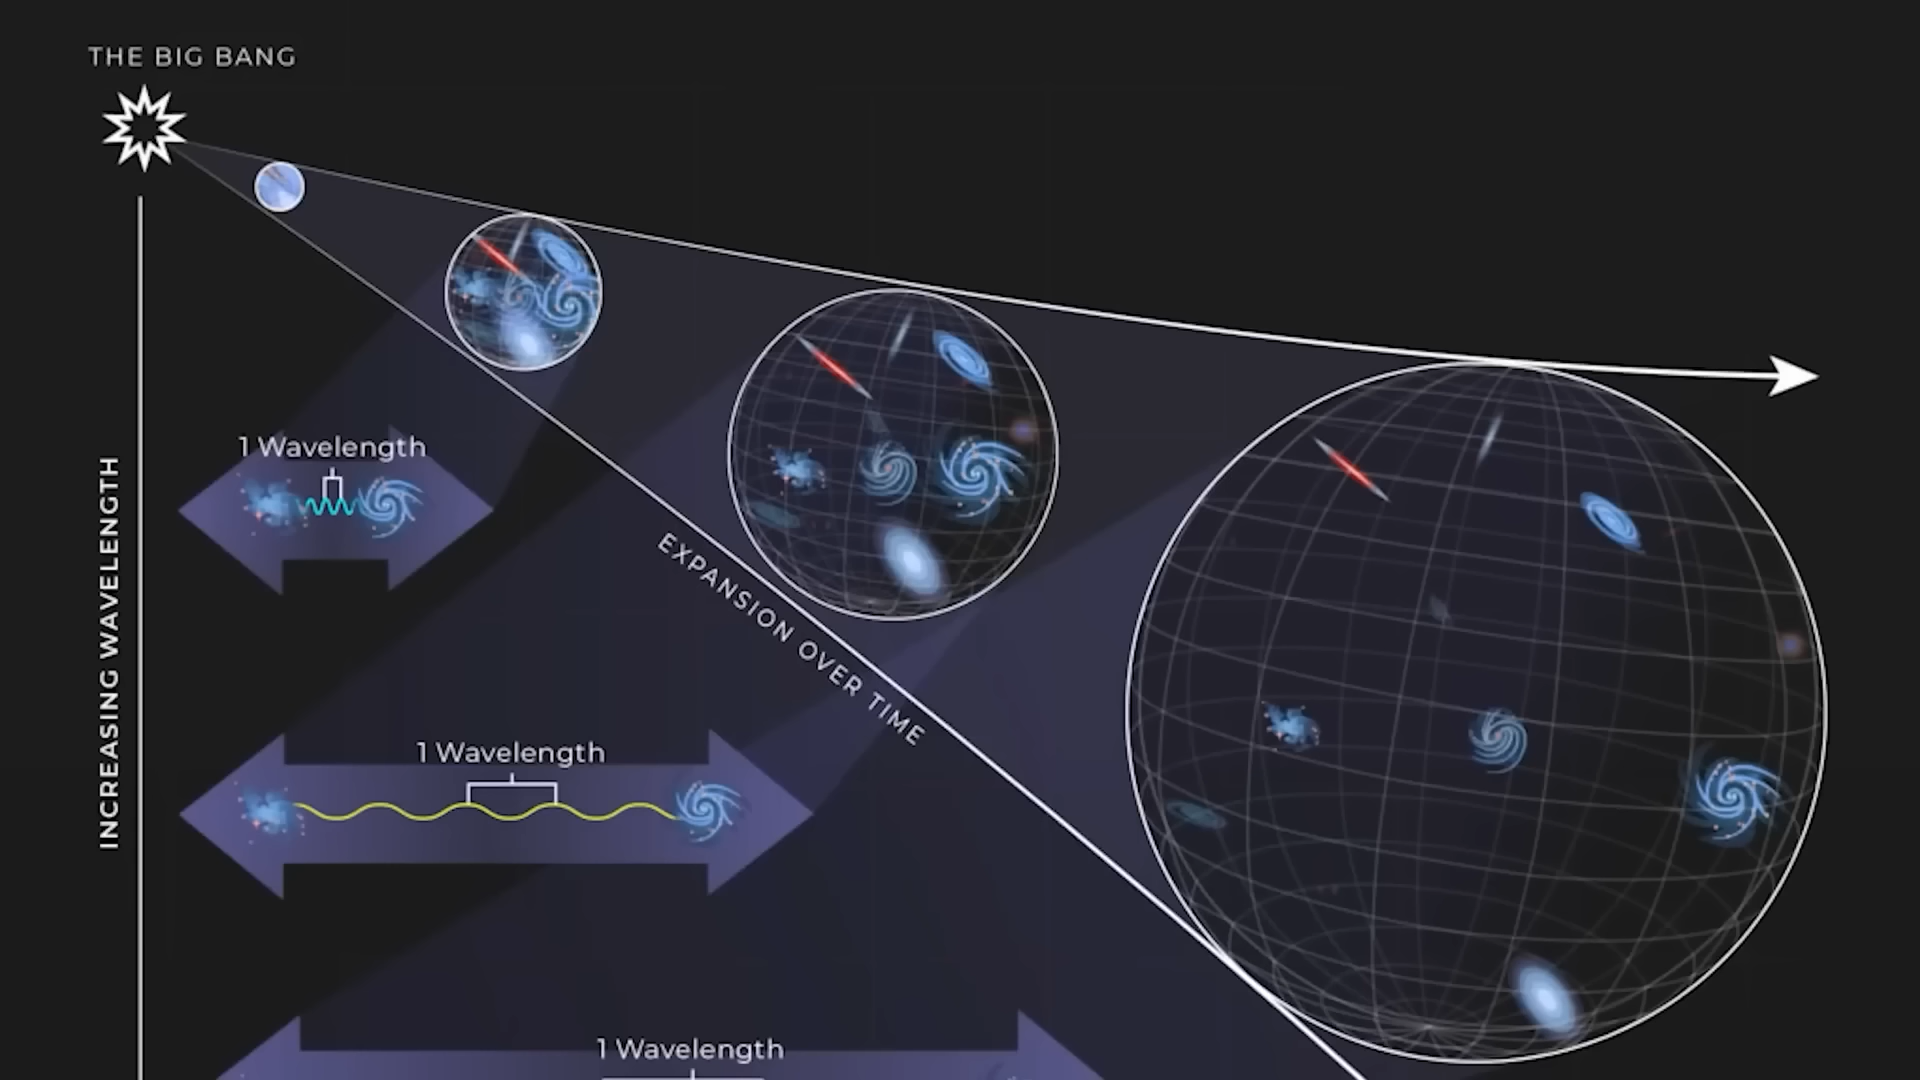 THE BIG BANG
1 Wavelength
INCREASING WAVELENGTH
EXPANSION OVER TIME
1 Wavelength
1 Wavelength